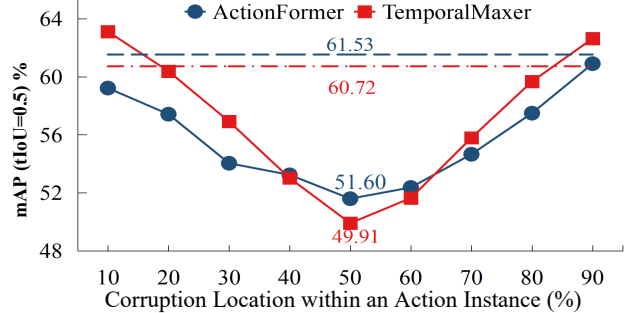 ActionFormer TemporalMaxer
64
60
56
52
48
mAP (tIoU=0.5) %
61.53
60.72
51.60
49.91
10 20 30 40 50 60 70 80 90
Corruption Location within an Action Instance (%)